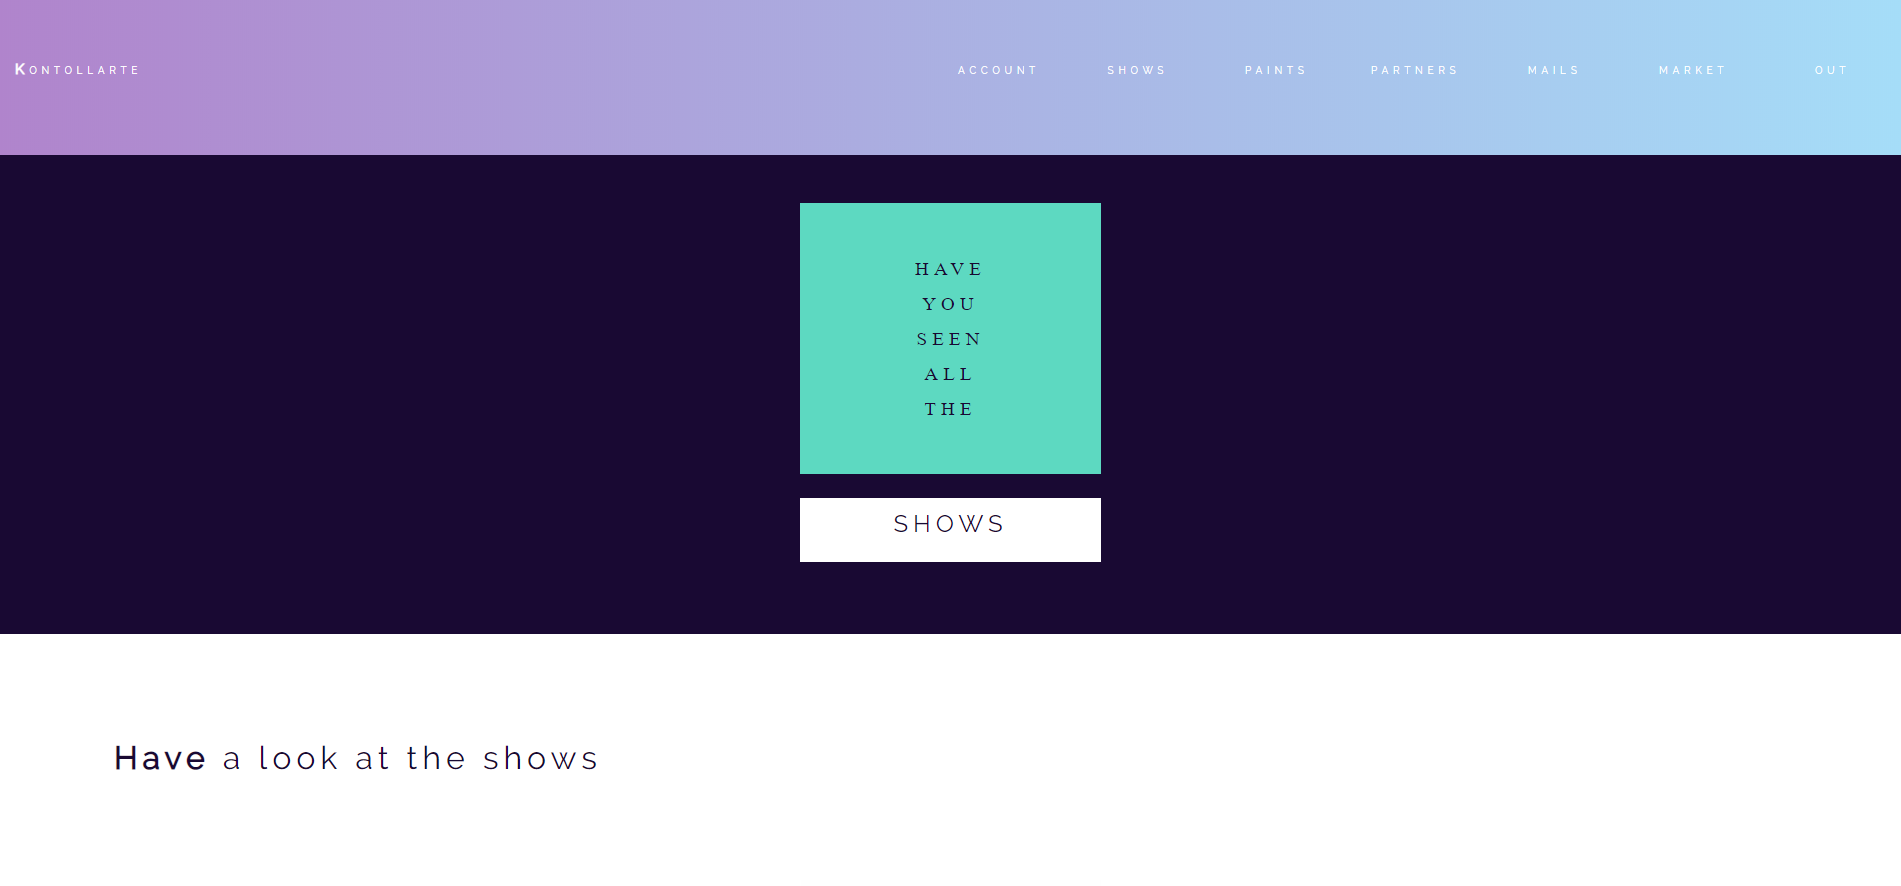 KONTOLLARTE ACCOUNT SHOWS PAINTS PARTNERS MAILS MARKET OUT
HAVE
YOU
SEEN
ALL
THE
SHOWS
Have a look at the shows